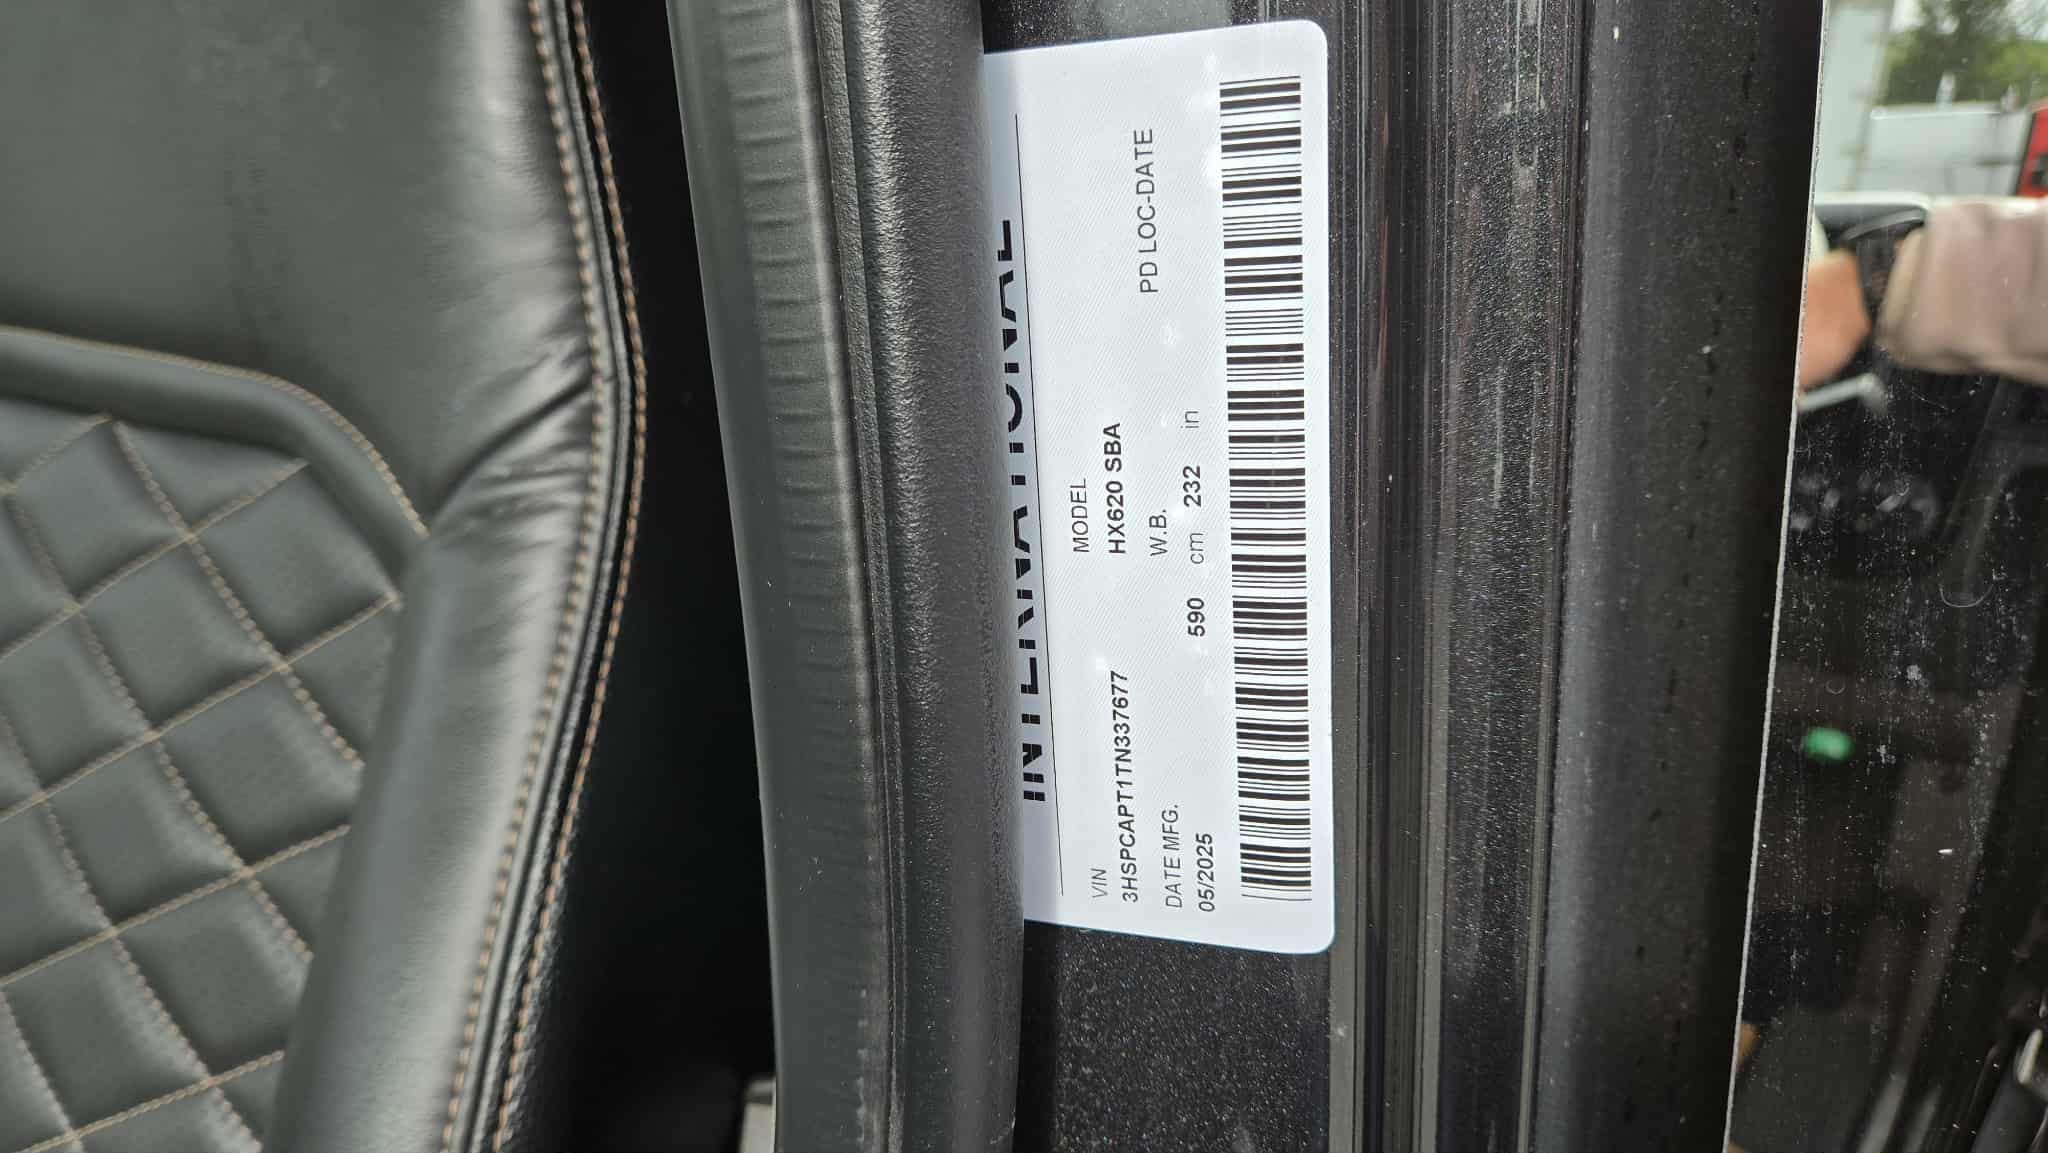 INTERNATIONAL
VIN
3HSPCAPT1TN337677
MODEL
HX620 SBA
DATE MFG.
05/2025
W.B.
590 cm 232 in
PD LOC-DATE